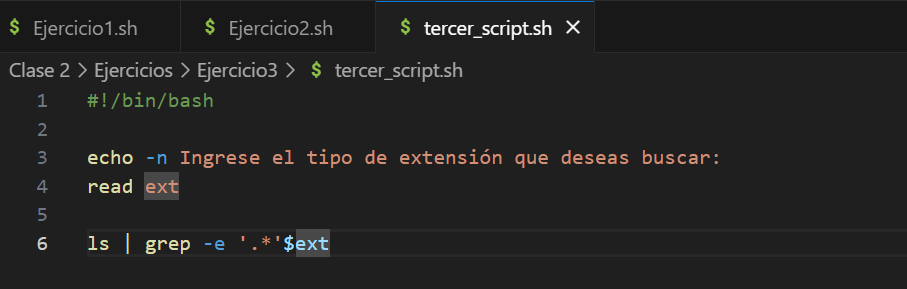 $ Ejercicio1.sh $ Ejercicio2.sh $ tercer_script.sh ×
Clase 2 > Ejercicios > Ejercicio3 > $ tercer_script.sh
1 #!/bin/bash
2
3 echo -n Ingrese el tipo de extensión que deseas buscar:
4 read ext
5
6 ls | grep -e '.*'$ext